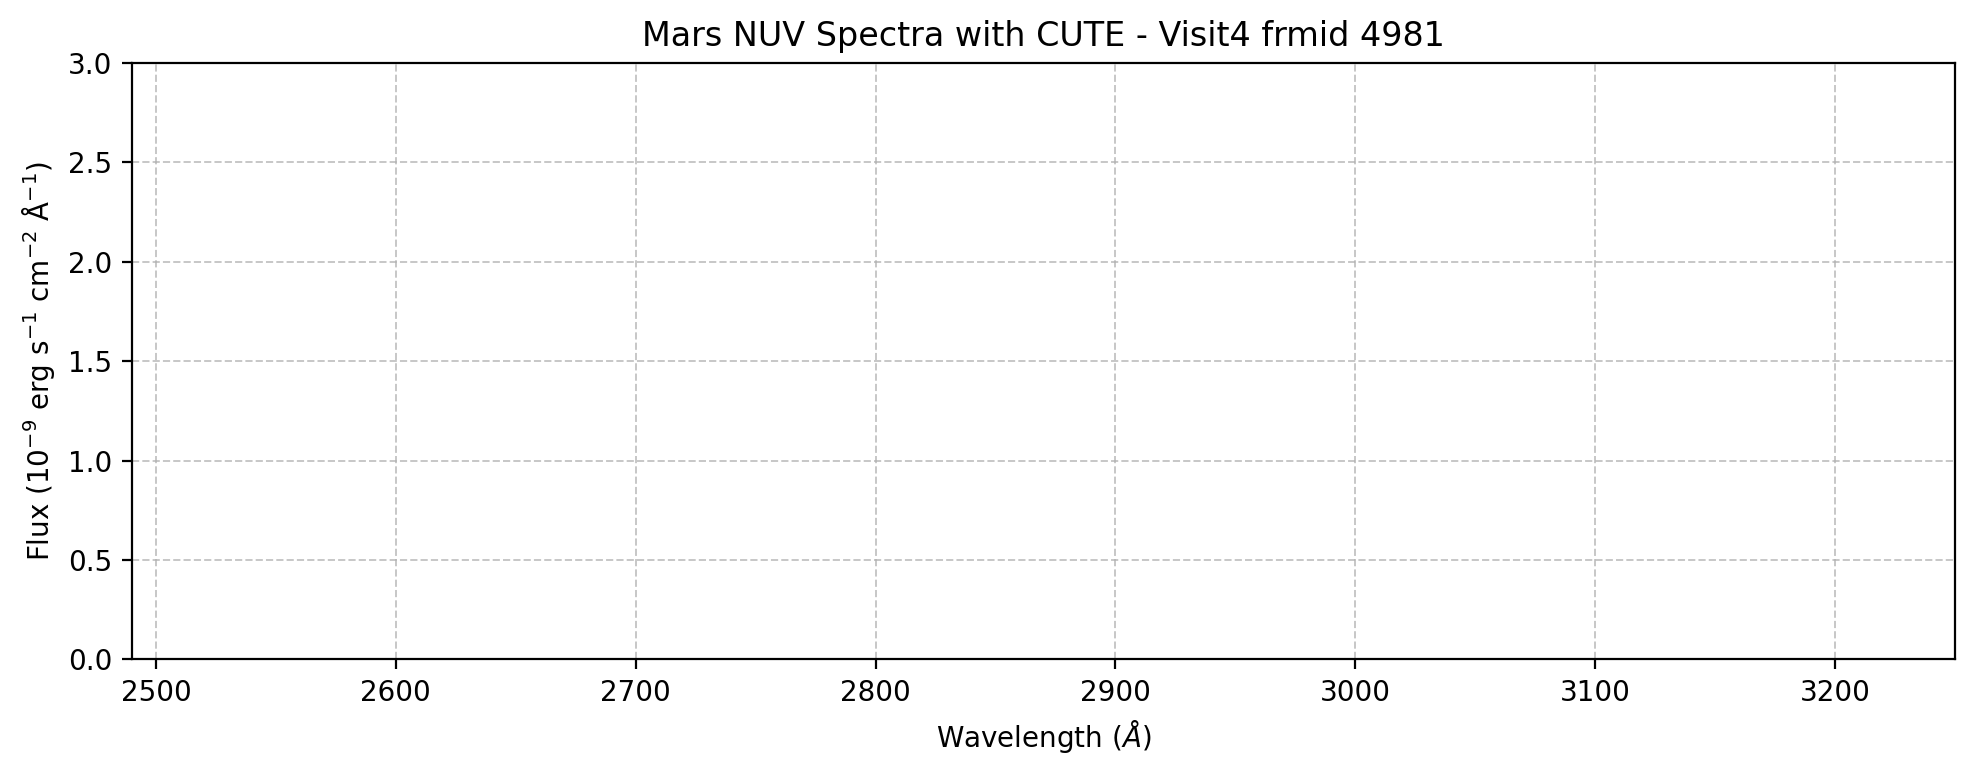 Mars NUV Spectra with CUTE - Visit4 frmid 4981
Flux (10⁻⁹ erg s⁻¹ cm⁻² Å⁻¹)
3.0
2.5
2.0
1.5
1.0
0.5
0.0
2500 2600 2700 2800 2900 3000 3100 3200
Wavelength (Å)